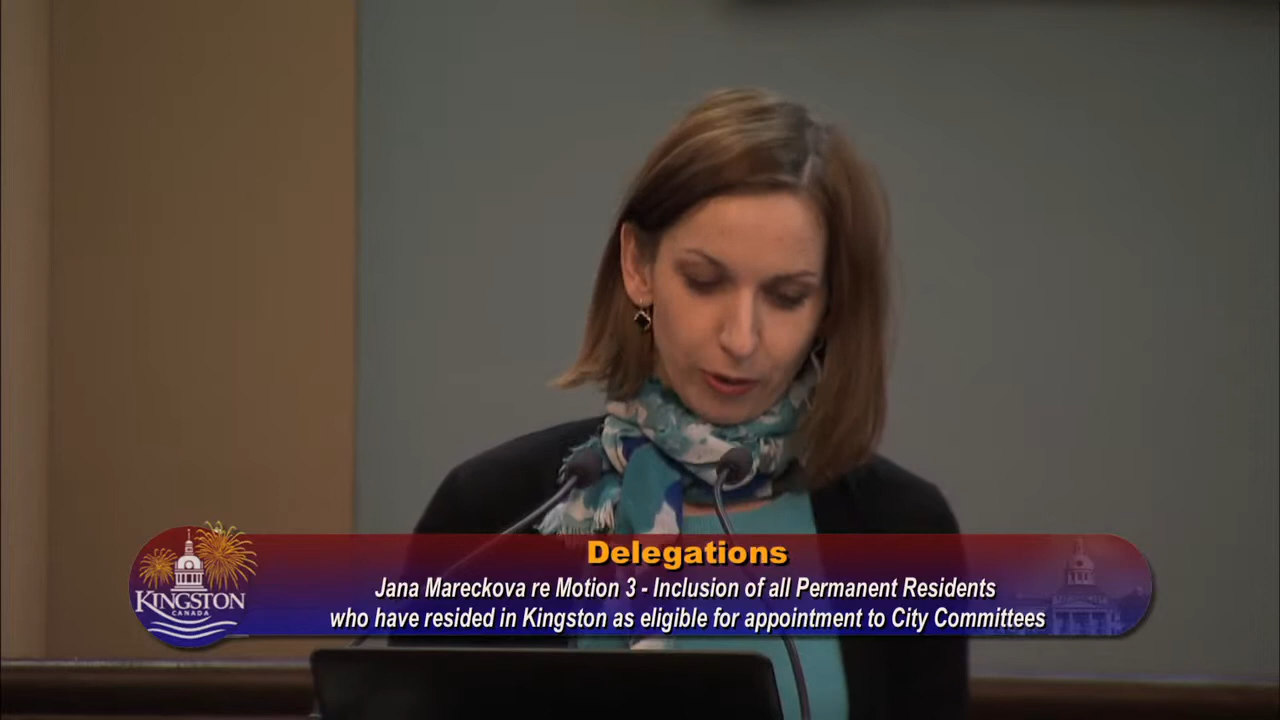 Delegations
Jana Mareckova re Motion 3 - Inclusion of all Permanent Residents
who have resided in Kingston as eligible for appointment to City Committees
KINGSTON
CANADA